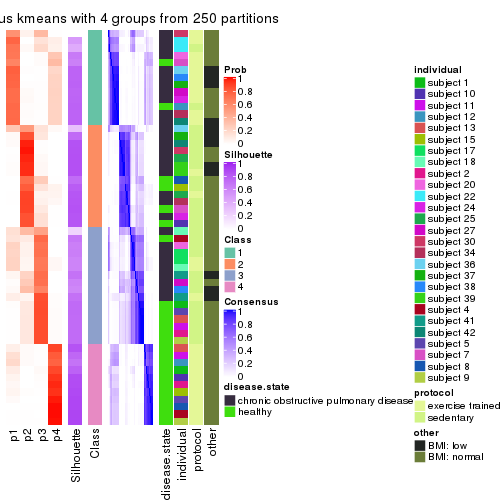 us kmeans with 4 groups from 250 partitions
Prob
1
0.8
0.6
0.4
0.2
0
Silhouette
1
0.8
0.6
0.4
0.2
0
Class
1
2
3
4
Consensus
1
0.8
0.6
0.4
0.2
0
disease.state
chronic obstructive pulmonary disease
healthy
individual
subject 1
subject 10
subject 11
subject 12
subject 13
subject 15
subject 17
subject 18
subject 2
subject 20
subject 22
subject 24
subject 25
subject 27
subject 30
subject 34
subject 36
subject 37
subject 38
subject 39
subject 4
subject 41
subject 42
subject 5
subject 7
subject 8
subject 9
protocol
exercise trained
sedentary
other
BMI: low
BMI: normal
p1
p2
p3
p4
Silhouette
Class
disease.state
individual
protocol
other